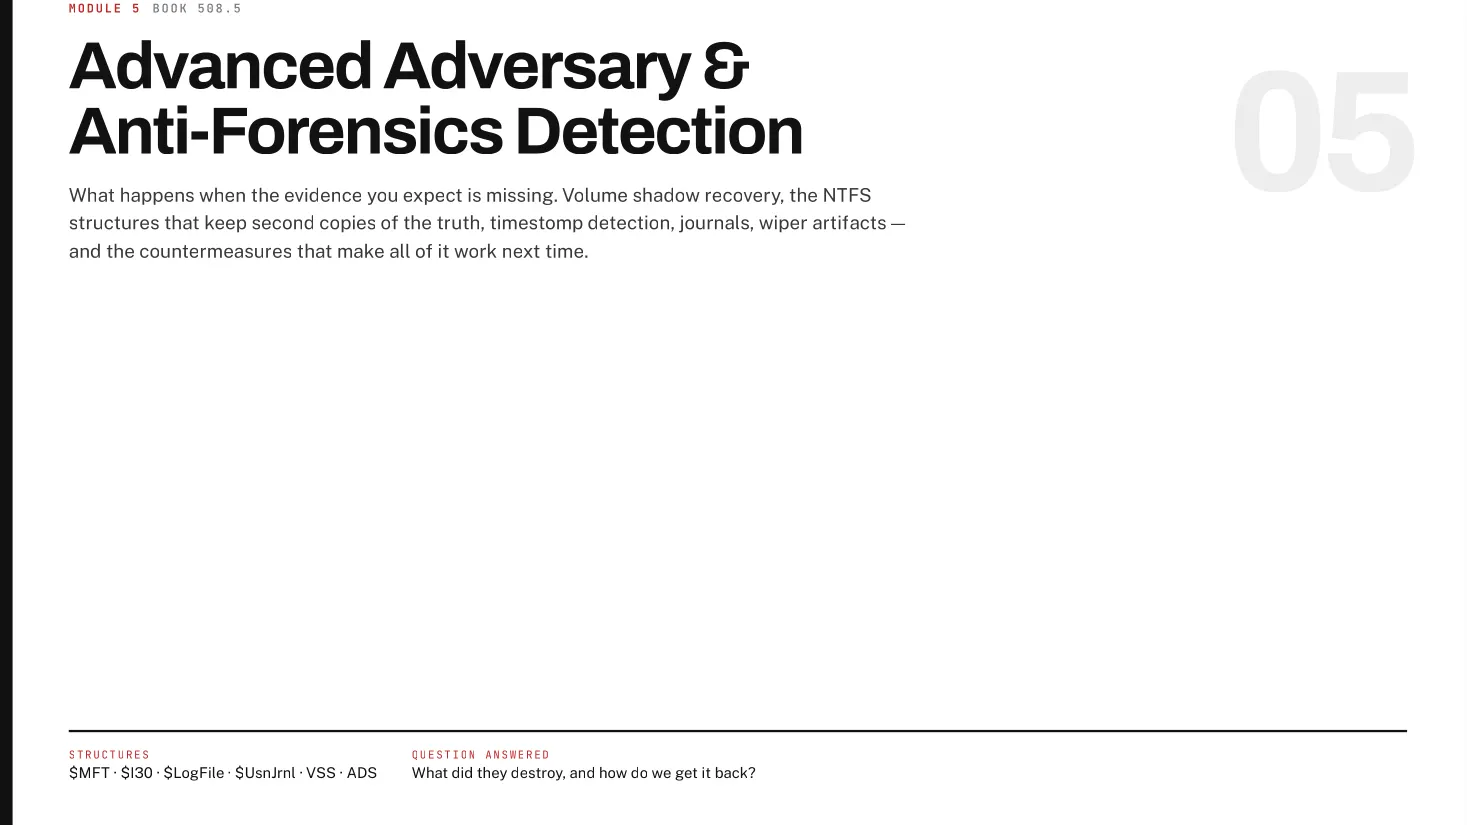 MODULE 5 BOOK 508.5
Advanced Adversary &
Anti-Forensics Detection
05
What happens when the evidence you expect is missing. Volume shadow recovery, the NTFS
structures that keep second copies of the truth, timestomp detection, journals, wiper artifacts —
and the countermeasures that make all of it work next time.
STRUCTURES
$MFT · $I30 · $LogFile · $UsnJrnl · VSS · ADS
QUESTION ANSWERED
What did they destroy, and how do we get it back?